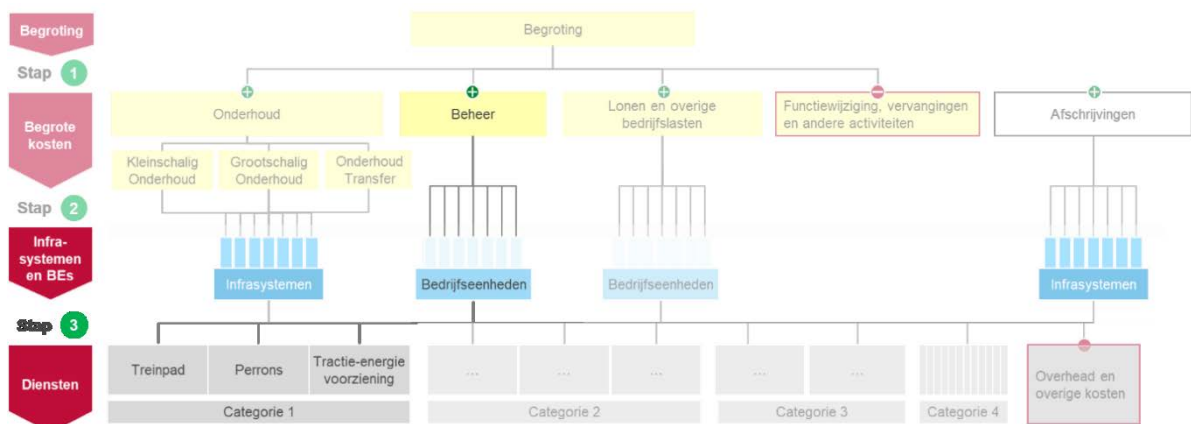 Begroting
Begroting
Stap 1
Begrote
kosten
Onderhoud
Beheer
Lonen en overige
bedrijfslasten
Functiewijziging, vervangingen
en andere activiteiten
Afschrijvingen
Kleinschalig
Onderhoud
Grootschalig
Onderhoud
Onderhoud
Transfer
Stap 2
Infra-
systemen
en BEs
Infrasystemen
Bedrijfseenheden
Bedrijfseenheden
Infrasystemen
Stap 3
Diensten
Treinpad
Perrons
Tractie-energie
voorziening
...
...
...
...
...
Overhead en
overige kosten
Categorie 1
Categorie 2
Categorie 3
Categorie 4